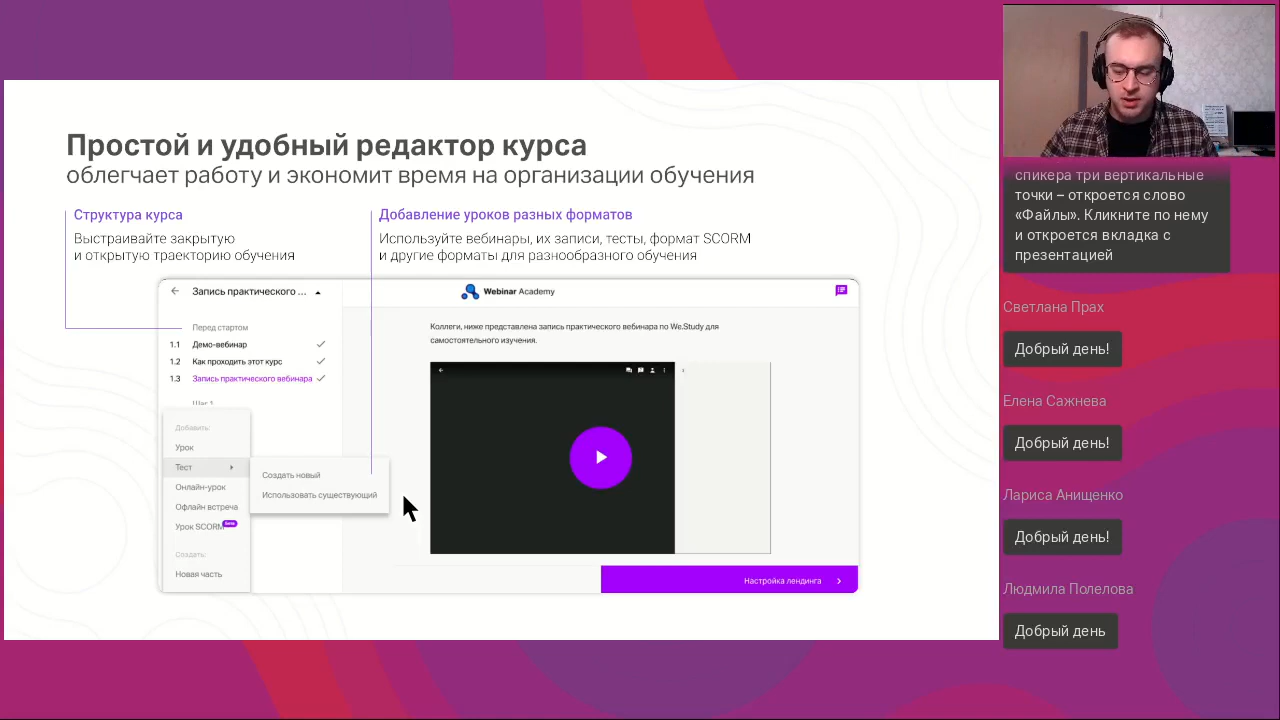 Простой и удобный редактор курса
облегчает работу и экономит время на организации обучения
Структура курса
Выстраивайте закрытую
и открытую траекторию обучения
Добавление уроков разных форматов
Используйте вебинары, их записи, тесты, формат SCORM
и другие форматы для разнообразного обучения
Запись практического ...
Webinar Academy
Перед стартом
1.1 Демо-вебинар
1.2 Как проходить этот курс
1.3 Запись практического вебинара
Шаг 1
Добавить:
Урок
Тест
Онлайн-урок
Офлайн встреча
Урок SCORM beta
Создать:
Новая часть
Создать новый
Использовать существующий
Коллеги, ниже представлена запись практического вебинара по We.Study для
самостоятельного изучения.
Настройка лендинга
спикера три вертикальные
точки – откроется слово
«Файлы». Кликните по нему
и откроется вкладка с
презентацией
Светлана Прах
Добрый день!
Елена Сажнева
Добрый день!
Лариса Анищенко
Добрый день!
Людмила Полелова
Добрый день